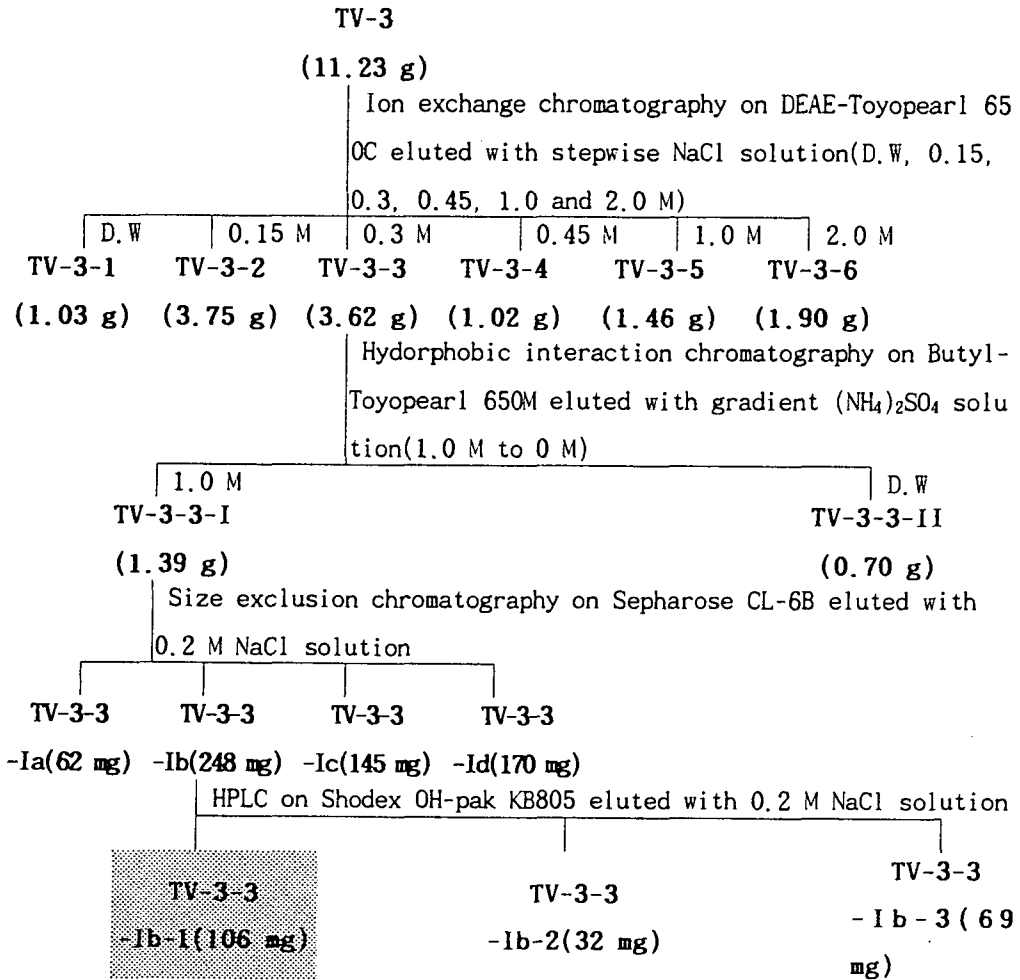 TV-3
(11.23 g)
Ion exchange chromatography on DEAE-Toyopearl 65
OC eluted with stepwise NaCl solution(D.W, 0.15,
0.3, 0.45, 1.0 and 2.0 M)
D.W 0.15 M 0.3 M 0.45 M 1.0 M 2.0 M
TV-3-1 TV-3-2 TV-3-3 TV-3-4 TV-3-5 TV-3-6
(1.03 g) (3.75 g) (3.62 g) (1.02 g) (1.46 g) (1.90 g)
Hydorphobic interaction chromatography on Butyl-
Toyopearl 650M eluted with gradient (NH₄)₂SO₄ solu
tion(1.0 M to 0 M)
1.0 M D.W
TV-3-3-I TV-3-3-II
(1.39 g) (0.70 g)
Size exclusion chromatography on Sepharose CL-6B eluted with
0.2 M NaCl solution
TV-3-3 TV-3-3 TV-3-3 TV-3-3
-Ia(62 mg) -Ib(248 mg) -Ic(145 mg) -Id(170 mg)
HPLC on Shodex OH-pak KB805 eluted with 0.2 M NaCl solution
TV-3-3 TV-3-3 TV-3-3
-Ib-1(106 mg) -Ib-2(32 mg) -Ib-3(69
mg)